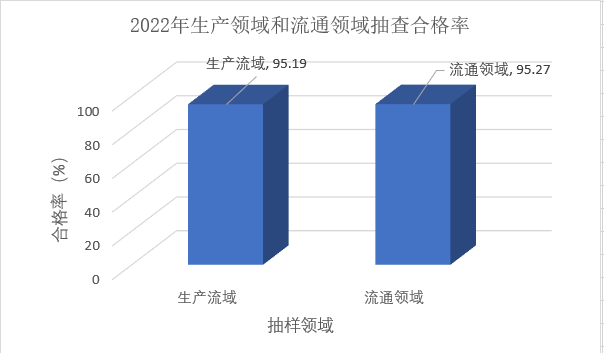 2022年生产领域和流通领域抽查合格率
生产流域, 95.19
流通领域, 95.27
100
80
60
40
20
0
合格率（%）
生产流域
流通领域
抽样领域